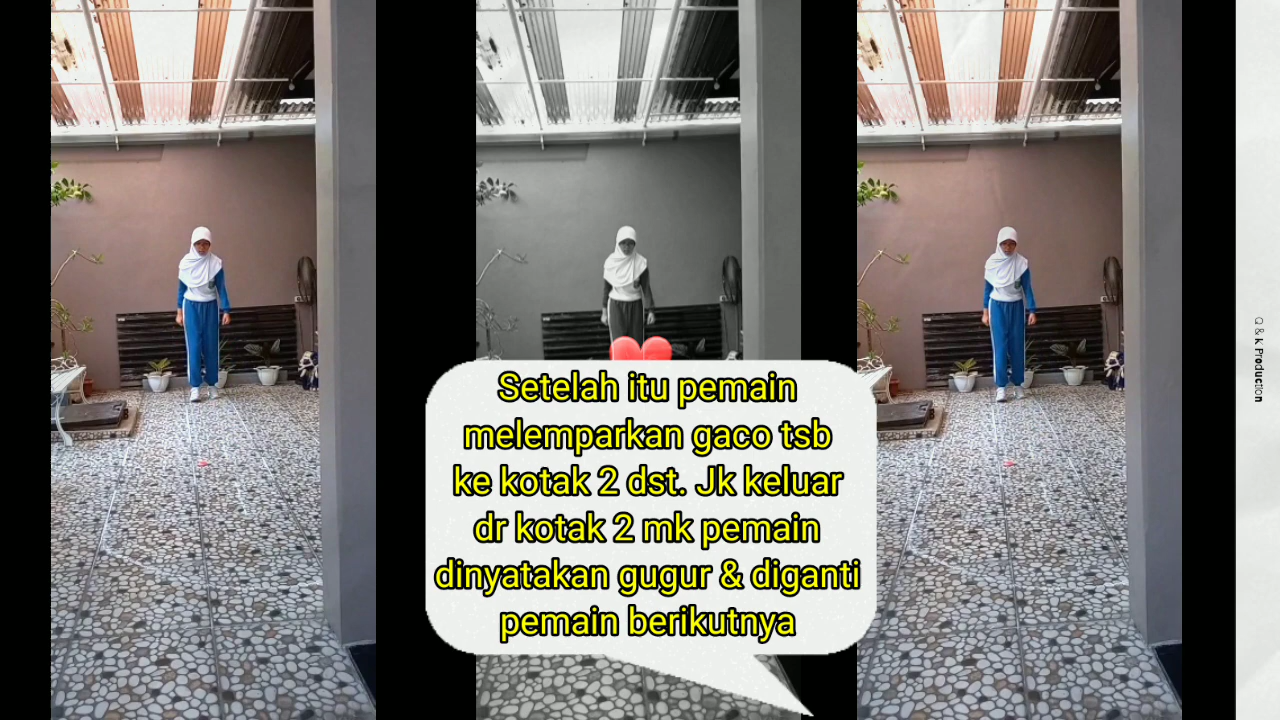 Setelah itu pemain
melemparkan gaco tsb
ke kotak 2 dst. Jk keluar
dr kotak 2 mk pemain
dinyatakan gugur & diganti
pemain berikutnya
Q & K Production